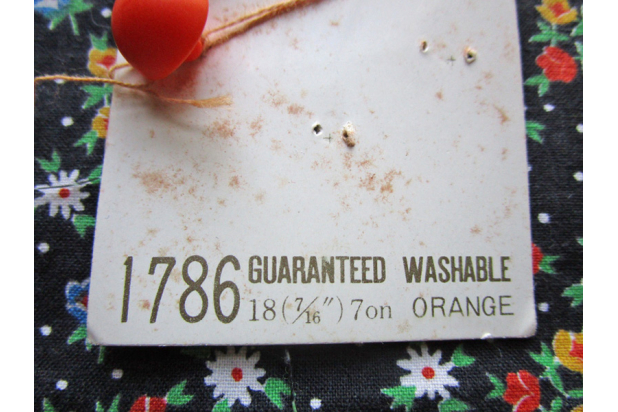 1786 GUARANTEED WASHABLE
18 (7/16") 7on ORANGE